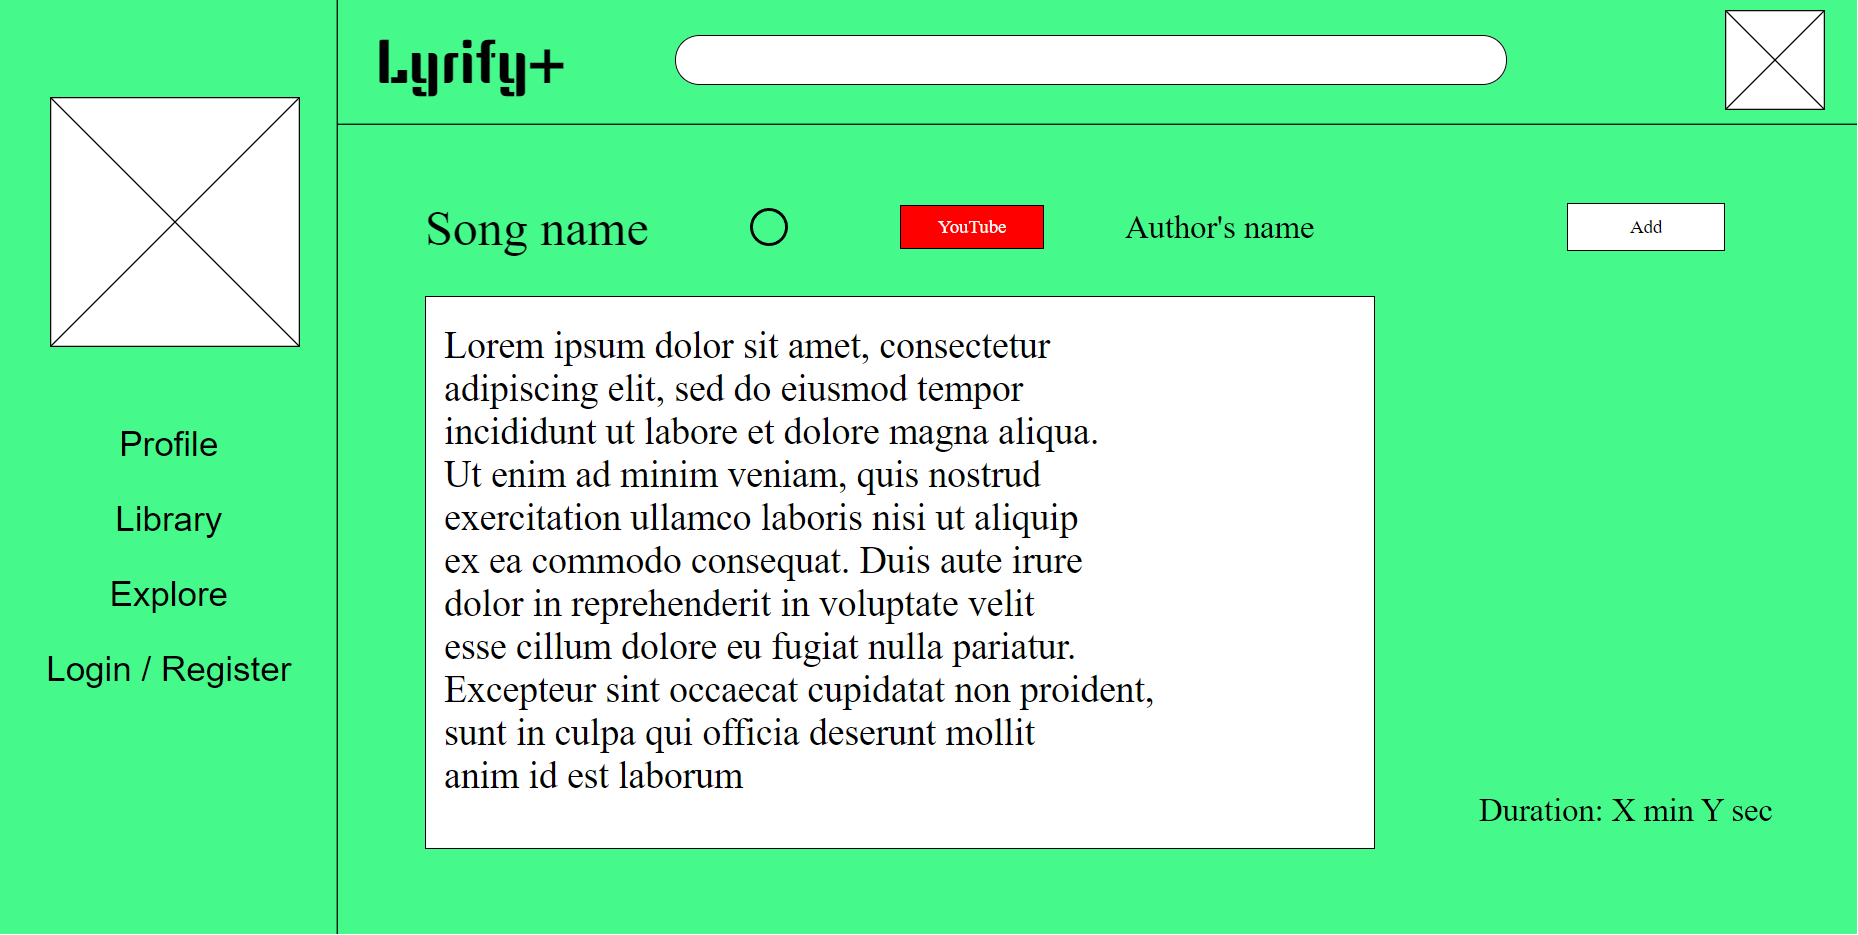 Lyrify+
Profile
Library
Explore
Login / Register
Song name
YouTube
Author's name
Add
Lorem ipsum dolor sit amet, consectetur
adipiscing elit, sed do eiusmod tempor
incididunt ut labore et dolore magna aliqua.
Ut enim ad minim veniam, quis nostrud
exercitation ullamco laboris nisi ut aliquip
ex ea commodo consequat. Duis aute irure
dolor in reprehenderit in voluptate velit
esse cillum dolore eu fugiat nulla pariatur.
Excepteur sint occaecat cupidatat non proident,
sunt in culpa qui officia deserunt mollit
anim id est laborum
Duration: X min Y sec